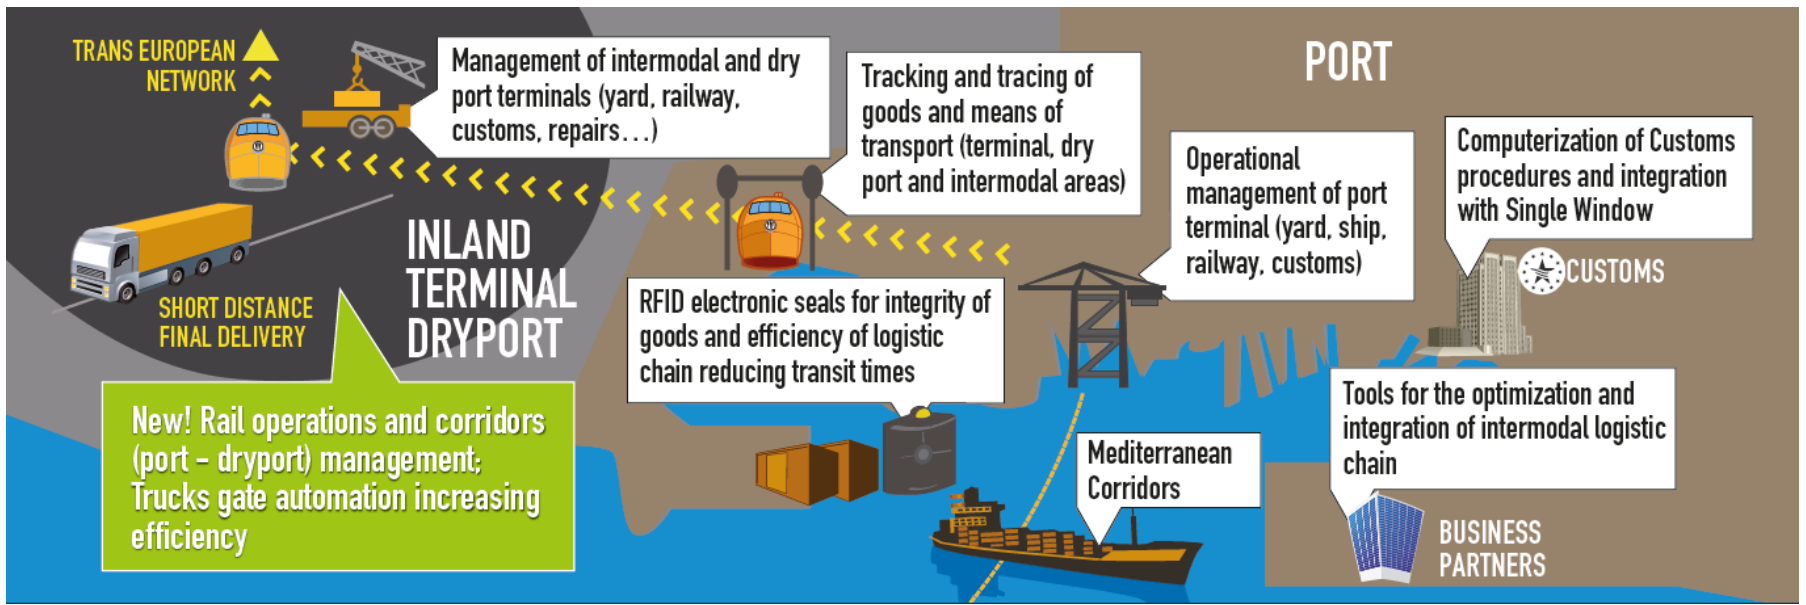 TRANS EUROPEAN
NETWORK
Management of intermodal and dry
port terminals (yard, railway,
customs, repairs...)
Tracking and tracing of
goods and means of
transport (terminal, dry
port and intermodal areas)
PORT
Operational
management of port
terminal (yard, ship,
railway, customs)
Computerization of Customs
procedures and integration
with Single Window
CUSTOMS
INLAND
TERMINAL
DRYPORT
SHORT DISTANCE
FINAL DELIVERY
RFID electronic seals for integrity of
goods and efficiency of logistic
chain reducing transit times
New! Rail operations and corridors
(port - dryport) management;
Trucks gate automation increasing
efficiency
Mediterranean
Corridors
Tools for the optimization and
integration of intermodal logistic
chain
BUSINESS
PARTNERS